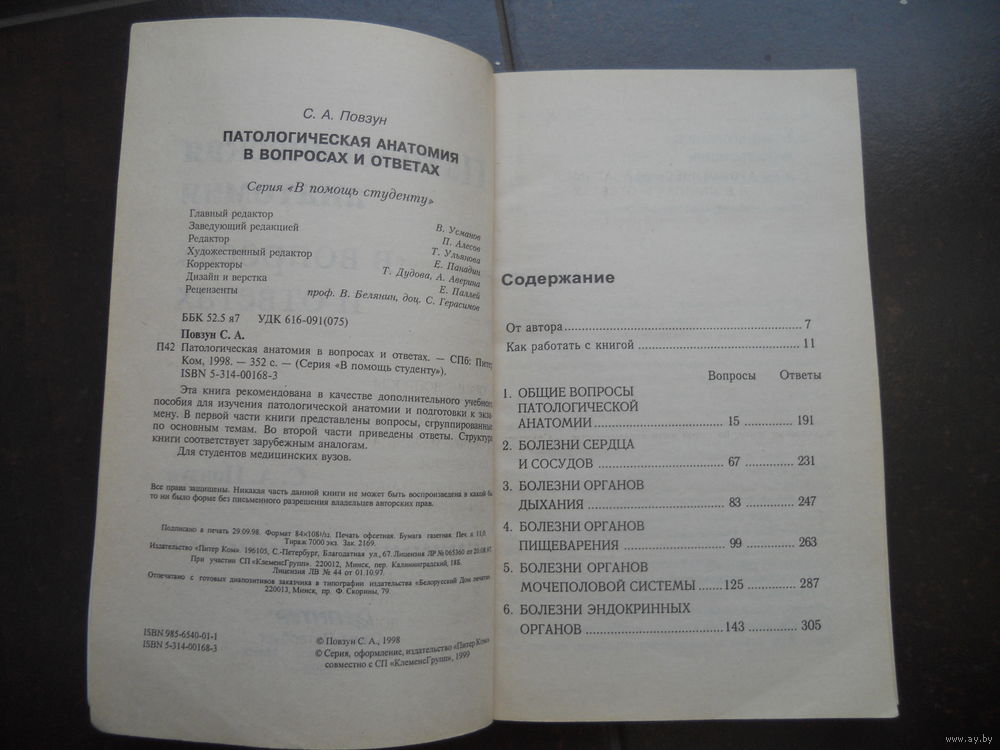 С. А. Повзун
ПАТОЛОГИЧЕСКАЯ АНАТОМИЯ
В ВОПРОСАХ И ОТВЕТАХ
Серия «В помощь студенту»
Главный редактор В. Усманов
Заведующий редакцией П. Алесов
Редактор Т. Ульянова
Художественный редактор Е. Панадин
Корректоры Т. Дудова, А. Аверина
Дизайн и верстка Е. Паллей
Рецензенты проф. В. Белянин, доц. С. Герасимов
ББК 52.5 я7 УДК 616-091(075)
Повзун С. А.
П42 Патологическая анатомия в вопросах и ответах. — СПб: Питер
Ком, 1998. — 352 с. — (Серия «В помощь студенту»).
ISBN 5-314-00168-3
Эта книга рекомендована в качестве дополнительного учебного
пособия для изучения патологической анатомии и подготовки к экза-
мену. В первой части книги представлены вопросы, сгруппированные
по основным темам. Во второй части приведены ответы. Структура
книги соответствует зарубежным аналогам.
Для студентов медицинских вузов.
Все права защищены. Никакая часть данной книги не может быть воспроизведена в какой бы
то ни было форме без письменного разрешения владельцев авторских прав.
Подписано в печать 29.09.98. Формат 84×108 1/32. Печать офсетная. Бумага газетная. Печ. л. 11,0.
Тираж 7000 экз. Зак. 2169.
Издательство «Питер Ком» 196105, С.-Петербург, Благодатная ул., 67. Лицензия ЛР № 065360 от 20.08.97.
При участии СП «КлеменсГрупп». 220012, Минск, пер. Калининградский, 18Б.
Лицензия ЛВ № 44 от 01.10.97.
Отпечатано с готовых диапозитивов заказчика в типографии издательства «Белорусский Дом печати».
220013, Минск, пр. Ф. Скорины, 79.
ISBN 985-6540-01-1
ISBN 5-314-00168-3
© Повзун С. А., 1998
© Серия, оформление, издательство «Питер Ком»
совместно с СП «КлеменсГрупп», 1999
Содержание
От автора 7
Как работать с книгой 11
Вопросы Ответы
1. ОБЩИЕ ВОПРОСЫ
ПАТОЛОГИЧЕСКОЙ
АНАТОМИИ 15 191
2. БОЛЕЗНИ СЕРДЦА
И СОСУДОВ 67 231
3. БОЛЕЗНИ ОРГАНОВ
ДЫХАНИЯ 83 247
4. БОЛЕЗНИ ОРГАНОВ
ПИЩЕВАРЕНИЯ 99 263
5. БОЛЕЗНИ ОРГАНОВ
МОЧЕПОЛОВОЙ СИСТЕМЫ 125 287
6. БОЛЕЗНИ ЭНДОКРИННЫХ
ОРГАНОВ 143 305
www.ay.by